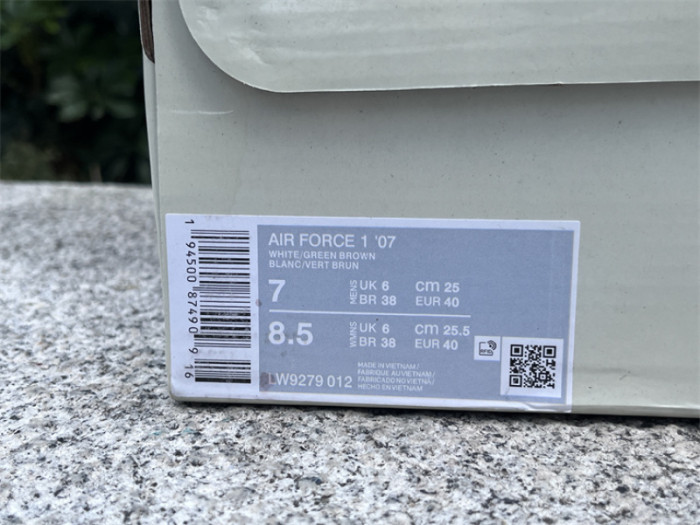 AIR FORCE 1 '07
WHITE/GREEN BROWN
BLANC/VERT BRUN
7 MENS UK 6 CM 25
BR 38 EUR 40
8.5 WMNS UK 6 CM 25.5
BR 38 EUR 40
LW9279 012
MADE IN VIETNAM/
FABRIQUE AU VIETNAM/
FABRICADO NO VIETNÃ/
HECHO EN VIETNAM
RFID
1 94500 87490 9 16